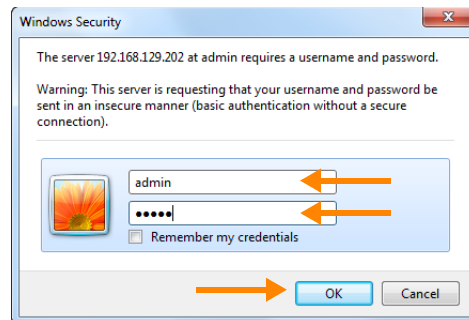 Windows Security
The server 192.168.129.202 at admin requires a username and password.
Warning: This server is requesting that your username and password be
sent in an insecure manner (basic authentication without a secure
connection).
admin
•••••
Remember my credentials
OK
Cancel